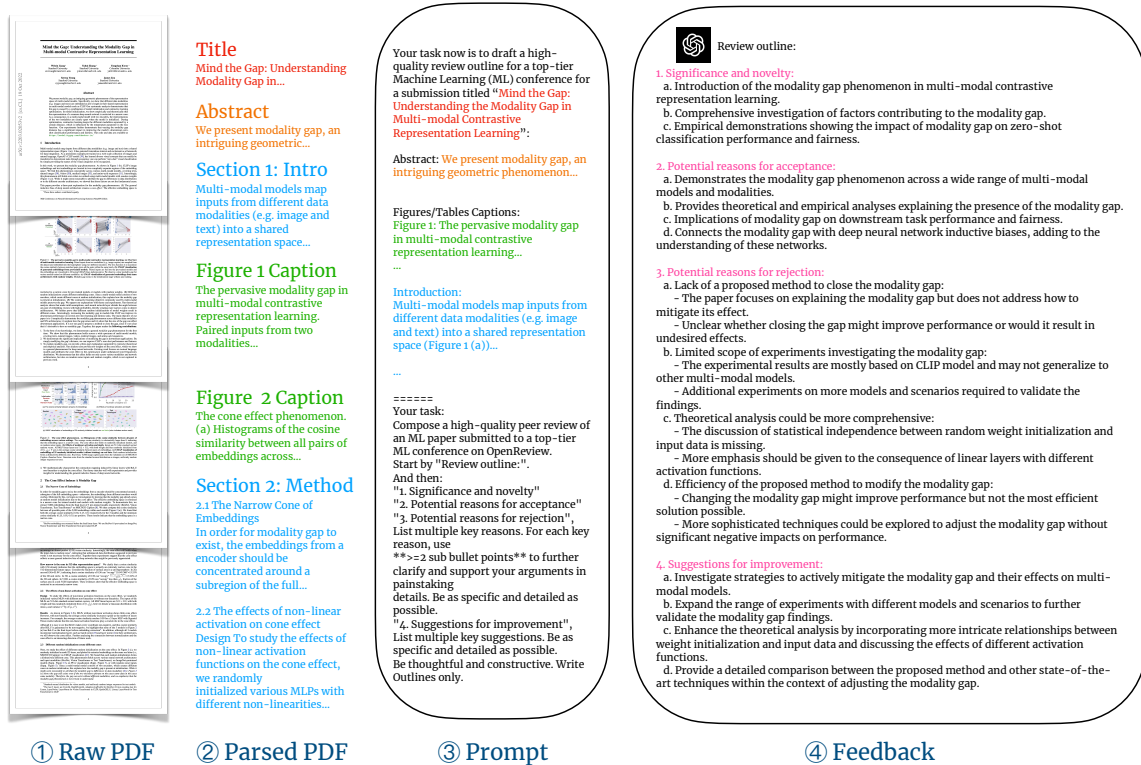 Mind the Gap: Understanding the Modality Gap in
Multi-modal Contrastive Representation Learning
Title
Mind the Gap: Understanding
Modality Gap in...
Abstract
We present modality gap, an
intriguing geometric...
Section 1: Intro
Multi-modal models map
inputs from different data
modalities (e.g. image and
text) into a shared
representation space...
Figure 1 Caption
The pervasive modality gap in
multi-modal contrastive
representation learning.
Paired inputs from two
modalities...
Figure 2 Caption
The cone effect phenomenon.
(a) Histograms of the cosine
similarity between all pairs of
embeddings across...
Section 2: Method
2.1 The Narrow Cone of
Embeddings
In order for modality gap to
exist, the embeddings from a
encoder should be
concentrated around a
subregion of the full...
2.2 The effects of non-linear
activation on cone effect
Design To study the effects of
non-linear activation
functions on the cone effect,
we randomly
initialized various MLPs with
different non-linearities...
Your task now is to draft a high-
quality review outline for a top-tier
Machine Learning (ML) conference for
a submission titled “Mind the Gap:
Understanding the Modality Gap in
Multi-modal Contrastive
Representation Learning”:
Abstract: We present modality gap, an
intriguing geometric phenomenon...
Figures/Tables Captions:
Figure 1: The pervasive modality gap
in multi-modal contrastive
representation learning...
...
Introduction:
Multi-modal models map inputs from
different data modalities (e.g. image
and text) into a shared representation
space (Figure 1 (a))...
...
======
Your task:
Compose a high-quality peer review of
an ML paper submitted to a top-tier
ML conference on OpenReview.
Start by "Review outline:".
And then:
"1. Significance and novelty"
"2. Potential reasons for acceptance"
"3. Potential reasons for rejection",
List multiple key reasons. For each key
reason, use
**>=2 sub bullet points** to further
clarify and support your arguments in
painstaking
details. Be as specific and detailed as
possible.
"4. Suggestions for improvement",
List multiple key suggestions. Be as
specific and detailed as possible.
Be thoughtful and constructive. Write
Outlines only.
Review outline:
1. Significance and novelty:
a. Introduction of the modality gap phenomenon in multi-modal contrastive
representation learning.
b. Comprehensive investigation of factors contributing to the modality gap.
c. Empirical demonstrations showing the impact of modality gap on zero-shot
classification performance and fairness.
2. Potential reasons for acceptance:
a. Demonstrates the modality gap phenomenon across a wide range of multi-modal
models and modalities.
b. Provides theoretical and empirical analyses explaining the presence of the modality gap.
c. Implications of modality gap on downstream task performance and fairness.
d. Connects the modality gap with deep neural network inductive biases, adding to the
understanding of these networks.
3. Potential reasons for rejection:
a. Lack of a proposed method to close the modality gap:
- The paper focuses on explaining the modality gap but does not address how to
mitigate its effect.
- Unclear whether closing the gap might improve performance or would it result in
undesired effects.
b. Limited scope of experiments investigating the modality gap:
- The experimental results are mostly based on CLIP model and may not generalize to
other multi-modal models.
- Additional experiments on more models and scenarios required to validate the
findings.
c. Theoretical analysis could be more comprehensive:
- The discussion of statistical independence between random weight initialization and
input data is missing.
- More emphasis should be given to the consequence of linear layers with different
activation functions.
d. Efficiency of the proposed method to modify the modality gap:
- Changing the modality gap might improve performance but not the most efficient
solution possible.
- More sophisticated techniques could be explored to adjust the modality gap without
significant negative impacts on performance.
4. Suggestions for improvement:
a. Investigate strategies to actively mitigate the modality gap and their effects on multi-
modal models.
b. Expand the range of experiments with different models and scenarios to further
validate the modality gap findings.
c. Enhance the theoretical analysis by incorporating more intricate relationships between
weight initialization and input data and discussing the effects of different activation
functions.
d. Provide a detailed comparison between the proposed method and other state-of-the-
art techniques within the context of adjusting the modality gap.
① Raw PDF
② Parsed PDF
③ Prompt
④ Feedback